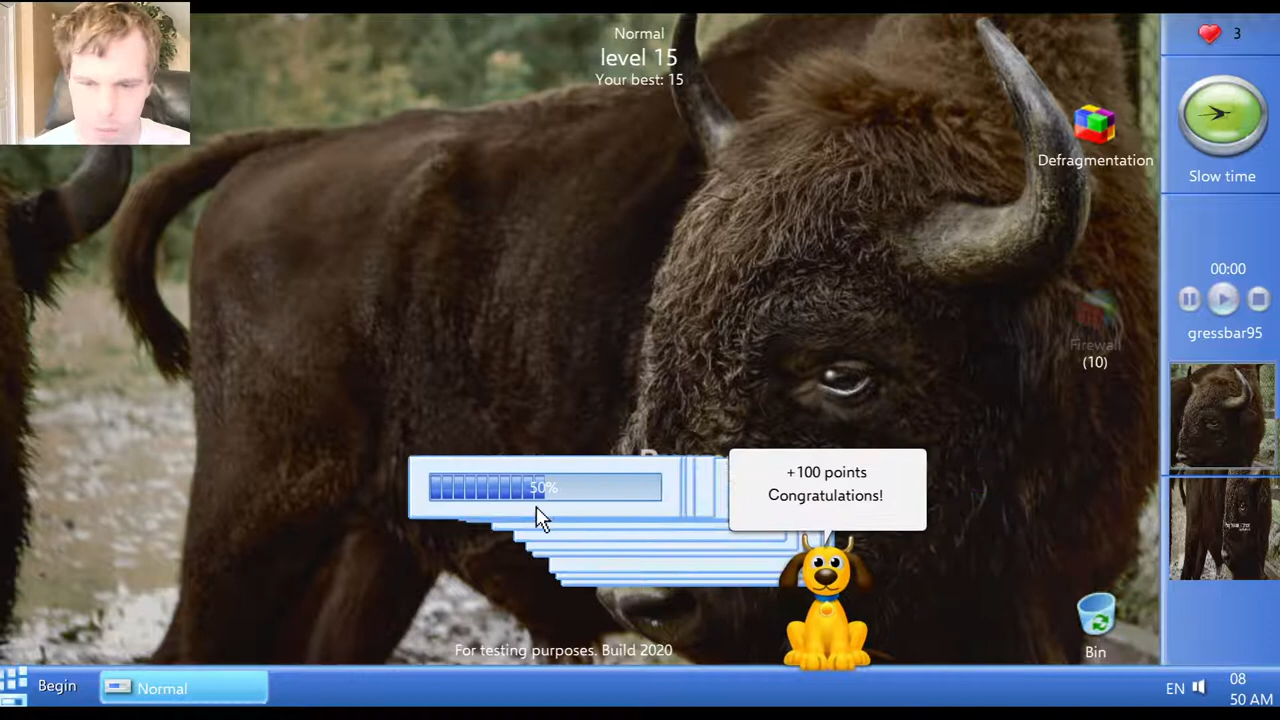 Normal
level 15
Your best: 15
3
Defragmentation
Slow time
00:00
gressbar95
Firewall
(10)
50%
+100 points
Congratulations!
For testing purposes. Build 2020
Bin
Begin
Normal
EN
08
50 AM